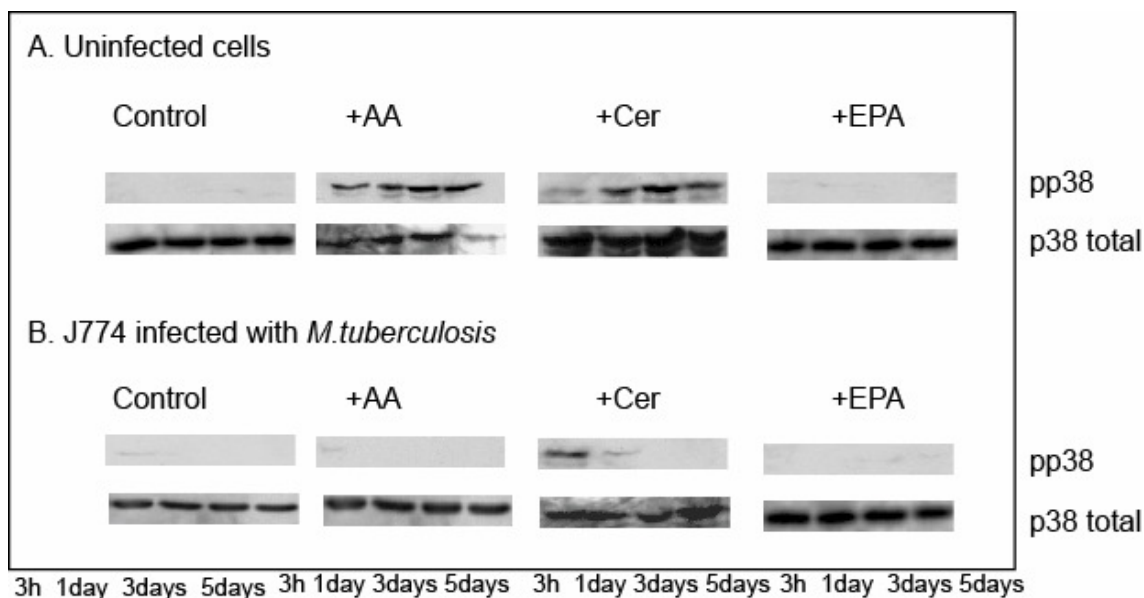 A. Uninfected cells
Control +AA +Cer +EPA
pp38
p38 total
B. J774 infected with M.tuberculosis
Control +AA +Cer +EPA
pp38
p38 total
3h 1day 3days 5days 3h 1day 3days 5days 3h 1day 3days 5days 3h 1day 3days 5days